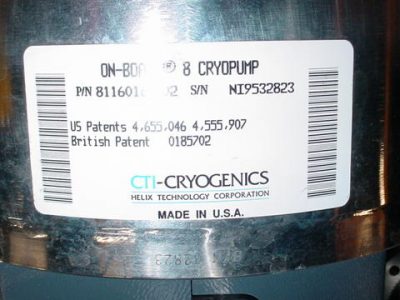 ON-BOARD® 8 CRYOPUMP
P/N S/N NI9532823
US Patents 4,655,046 4,555,907
British Patent 0185702
CTI-CRYOGENICS
HELIX TECHNOLOGY CORPORATION
MADE IN U.S.A.